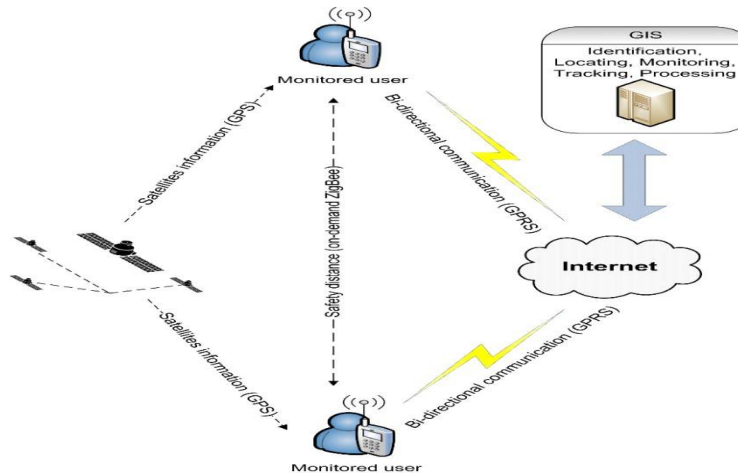 Monitored user
GIS
Identification,
Locating, Monitoring,
Tracking, Processing
Satellites information (GPS)
Bi-directional communication (GPRS)
Safety distance (on-demand ZigBee)
Internet
Satellites information (GPS)
Bi-directional communication (GPRS)
Monitored user